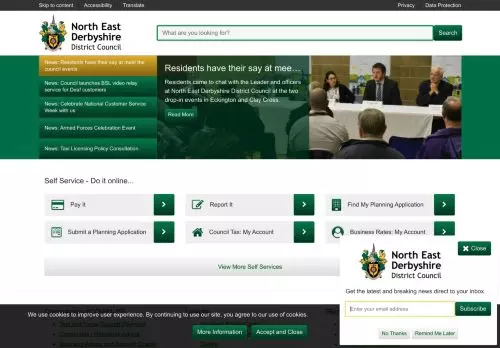 Skip to content Accessibility Translate Privacy Data Protection
North East
Derbyshire
District Council
What are you looking for?
Search
News: Residents have their say at meet the
council events
News: Council launches BSL video relay
service for Deaf customers
News: Celebrate National Customer Service
Week with us
News: Armed Forces Celebration Event
News: Taxi Licensing Policy Consultation
Residents have their say at mee…
Residents came to chat with the Leader and officers
at North East Derbyshire District Council at the two
drop-in events in Eckington and Clay Cross.
Read More
Self Service - Do it online...
Pay it
Report It
Find My Planning Application
Submit a Planning Application
Council Tax: My Account
Business Rates: My Account
View More Self Services
Close
North East
Derbyshire
District Council
Get the latest and breaking news direct to your inbox.
Enter your email address
Subscribe
No Thanks
Remind Me Later
We use cookies to improve user experience. By continuing to use our site, you agree to our use of cookies.
More Information
Accept and Close